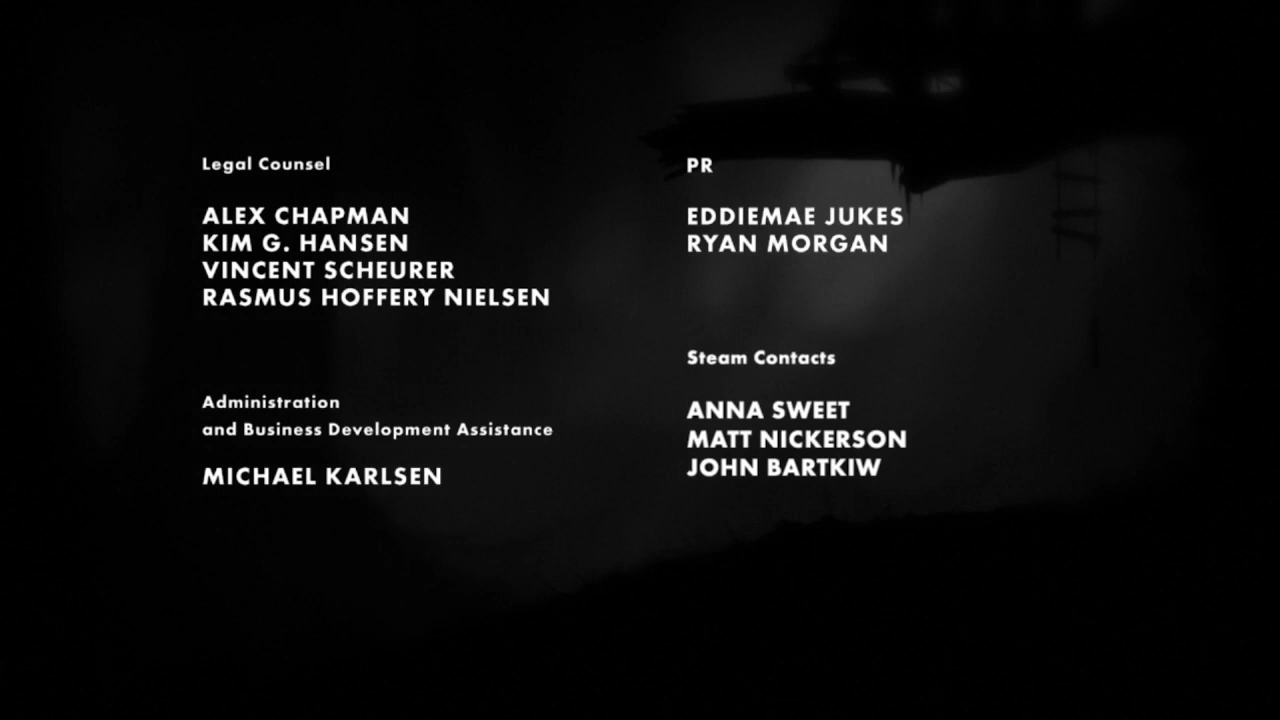 Legal Counsel
ALEX CHAPMAN
KIM G. HANSEN
VINCENT SCHEURER
RASMUS HOFFERY NIELSEN
Administration
and Business Development Assistance
MICHAEL KARLSEN
PR
EDDIEMAE JUKES
RYAN MORGAN
Steam Contacts
ANNA SWEET
MATT NICKERSON
JOHN BARTKIW